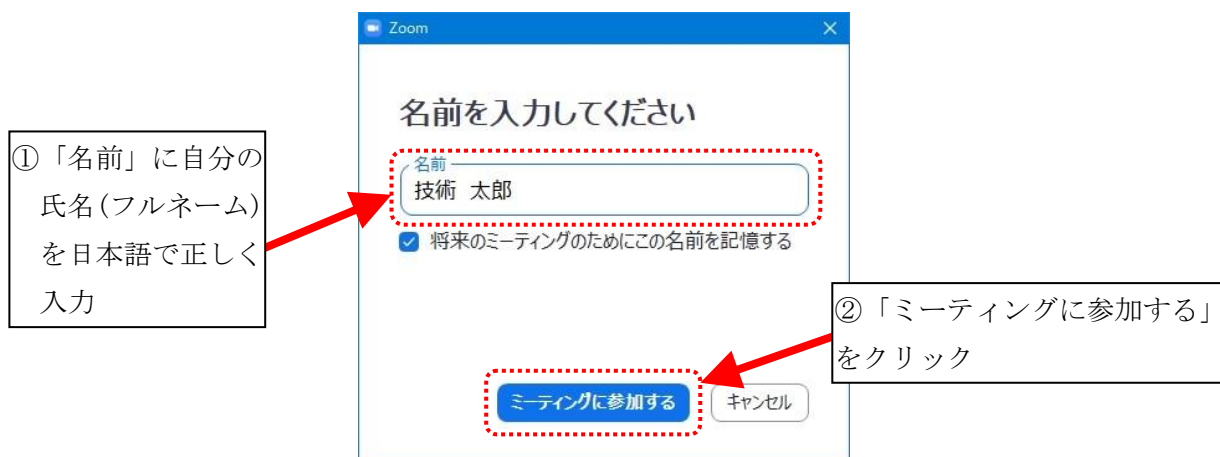 Zoom
名前を入力してください
①「名前」に自分の
氏名(フルネーム)
を日本語で正しく
入力
名前
技術 太郎
将来のミーティングのためにこの名前を記憶する
②「ミーティングに参加する」
をクリック
ミーティングに参加する
キャンセル